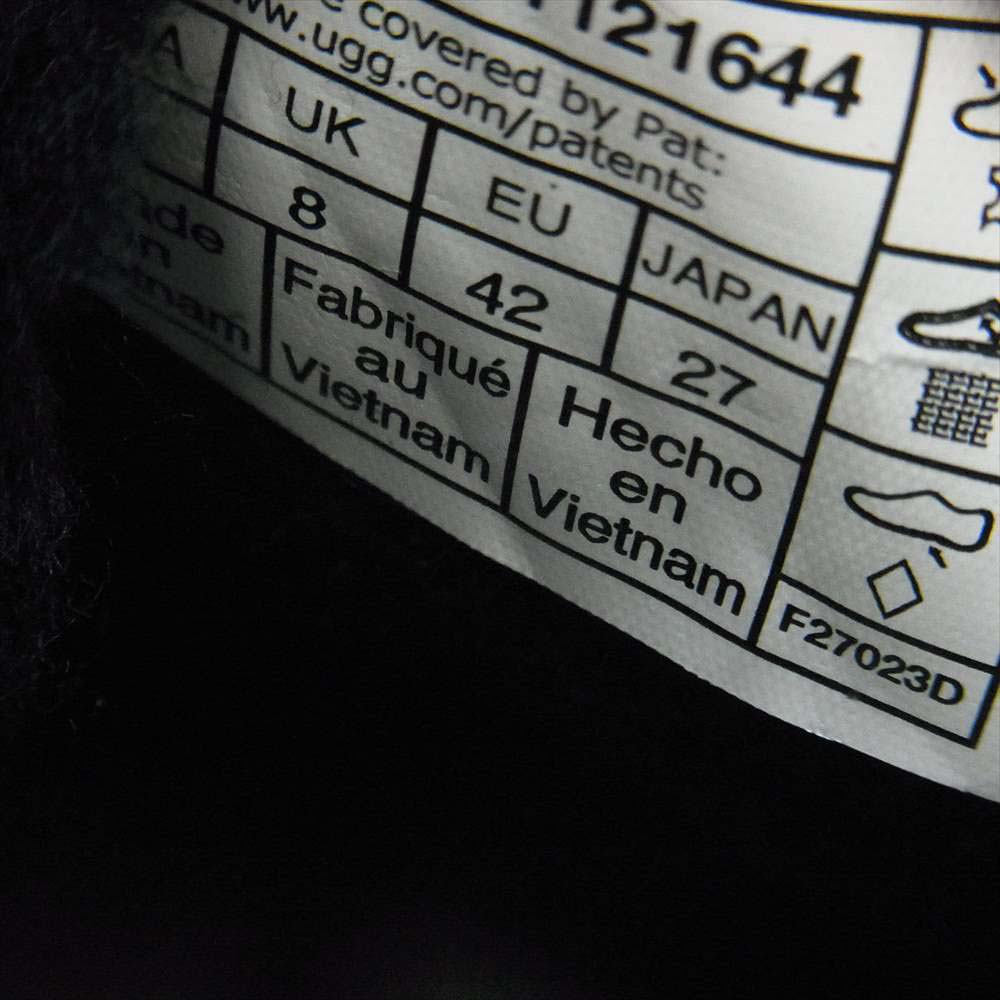 1121644
covered by Pat:
www.ugg.com/patents
UK
EU
JAPAN
8
42
27
Fabriqué
au
Vietnam
Hecho
en
Vietnam
F27023D